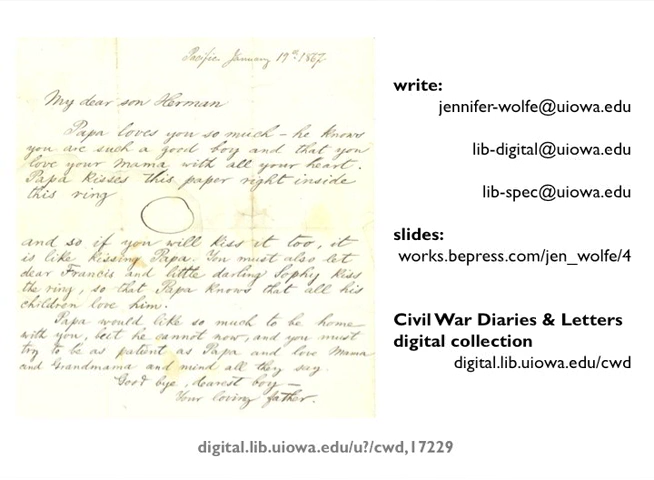 Pacific January 19th 1862
My dear son Herman
Papa loves you so much - he knows
you are such a good boy and that you
love your Mama with all your heart.
Papa kisses this paper right inside
this ring
and so if you will kiss it too, it
is like kissing Papa. You must also let
dear Francis and little darling Sophy kiss
the ring, so that Papa knows that all his
children love him.
Papa would like so much to be home
with you, but he cannot now, and you must
try to be as patient as Papa and love Mama
and Grandmama and mind all they say.
Good bye, dearest boy -
Your loving father.
write:
jennifer-wolfe@uiowa.edu
lib-digital@uiowa.edu
lib-spec@uiowa.edu
slides:
works.bepress.com/jen_wolfe/4
Civil War Diaries & Letters
digital collection
digital.lib.uiowa.edu/cwd
digital.lib.uiowa.edu/u?/cwd,17229